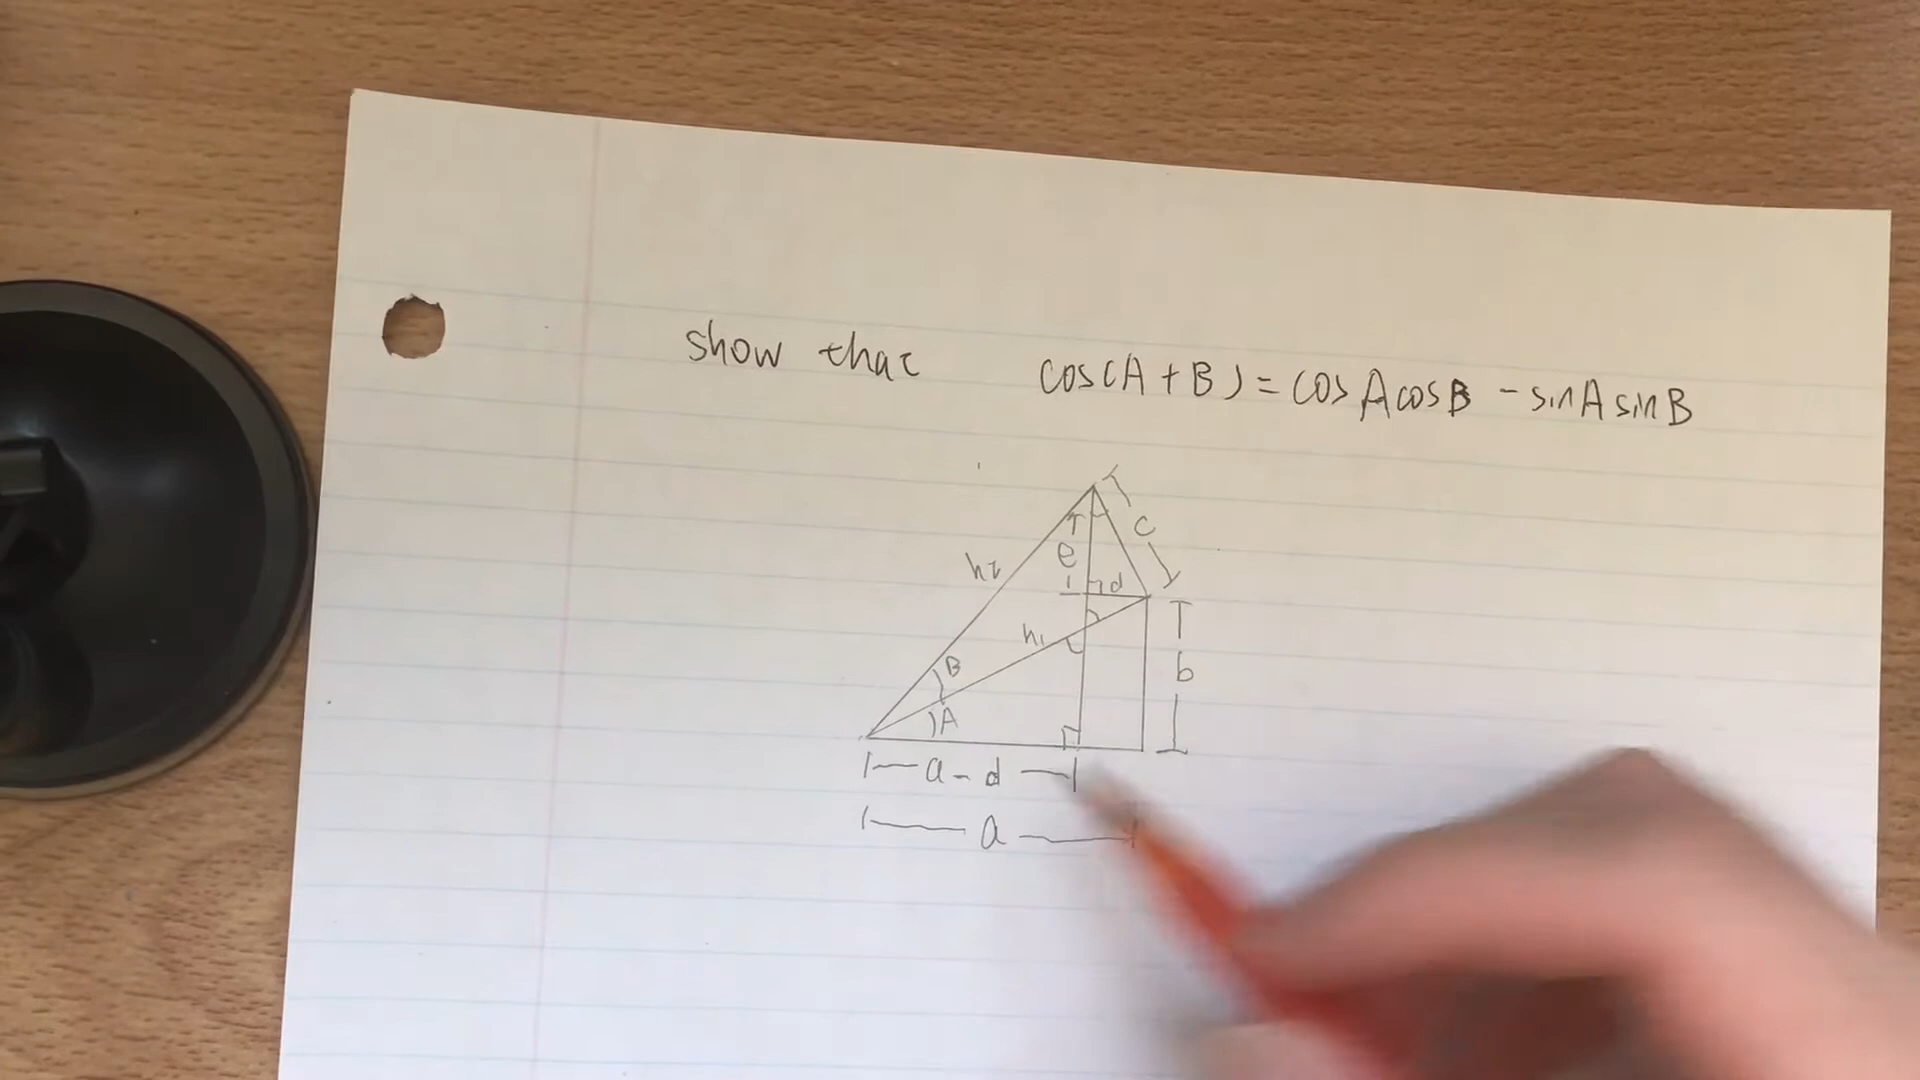 show that cos(A + B) = cos A cos B - sin A sin B
c
e
h2
d
h1
b
B
A
a - d
a